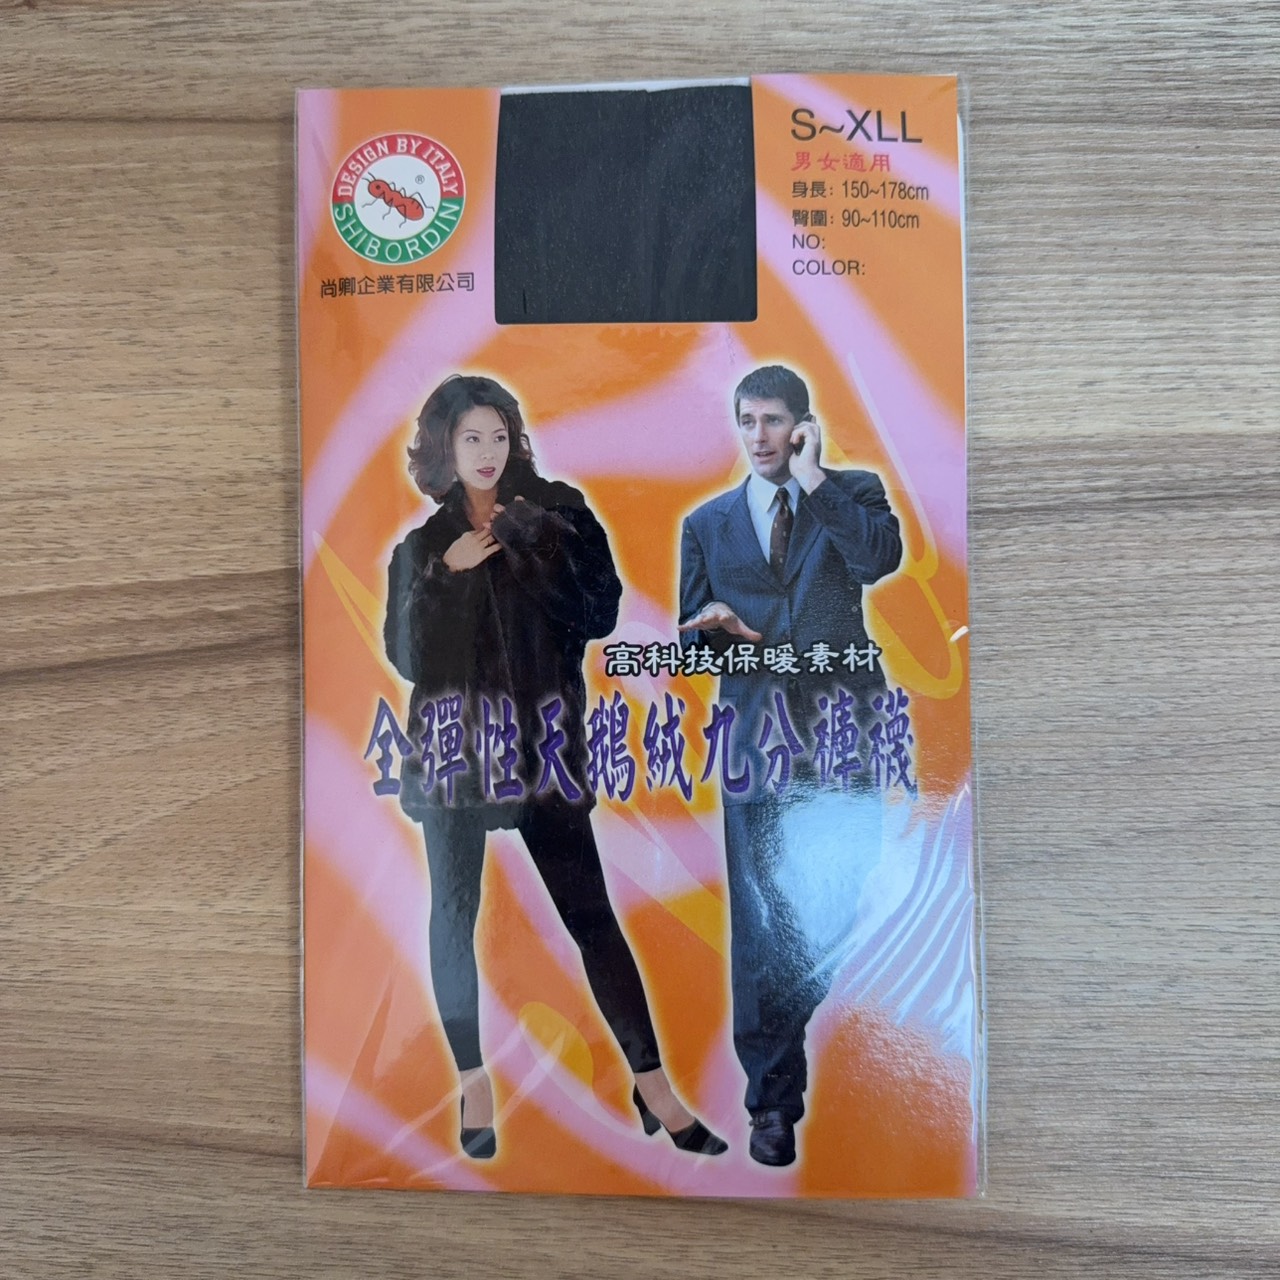 DESIGN BY ITALY
SHIBORDIN
®
尚卿企業有限公司
S~XLL
男女適用
身長: 150~178cm
臀圍: 90~110cm
NO:
COLOR:
高科技保暖素材
全彈性天鵝絨九分褲襪